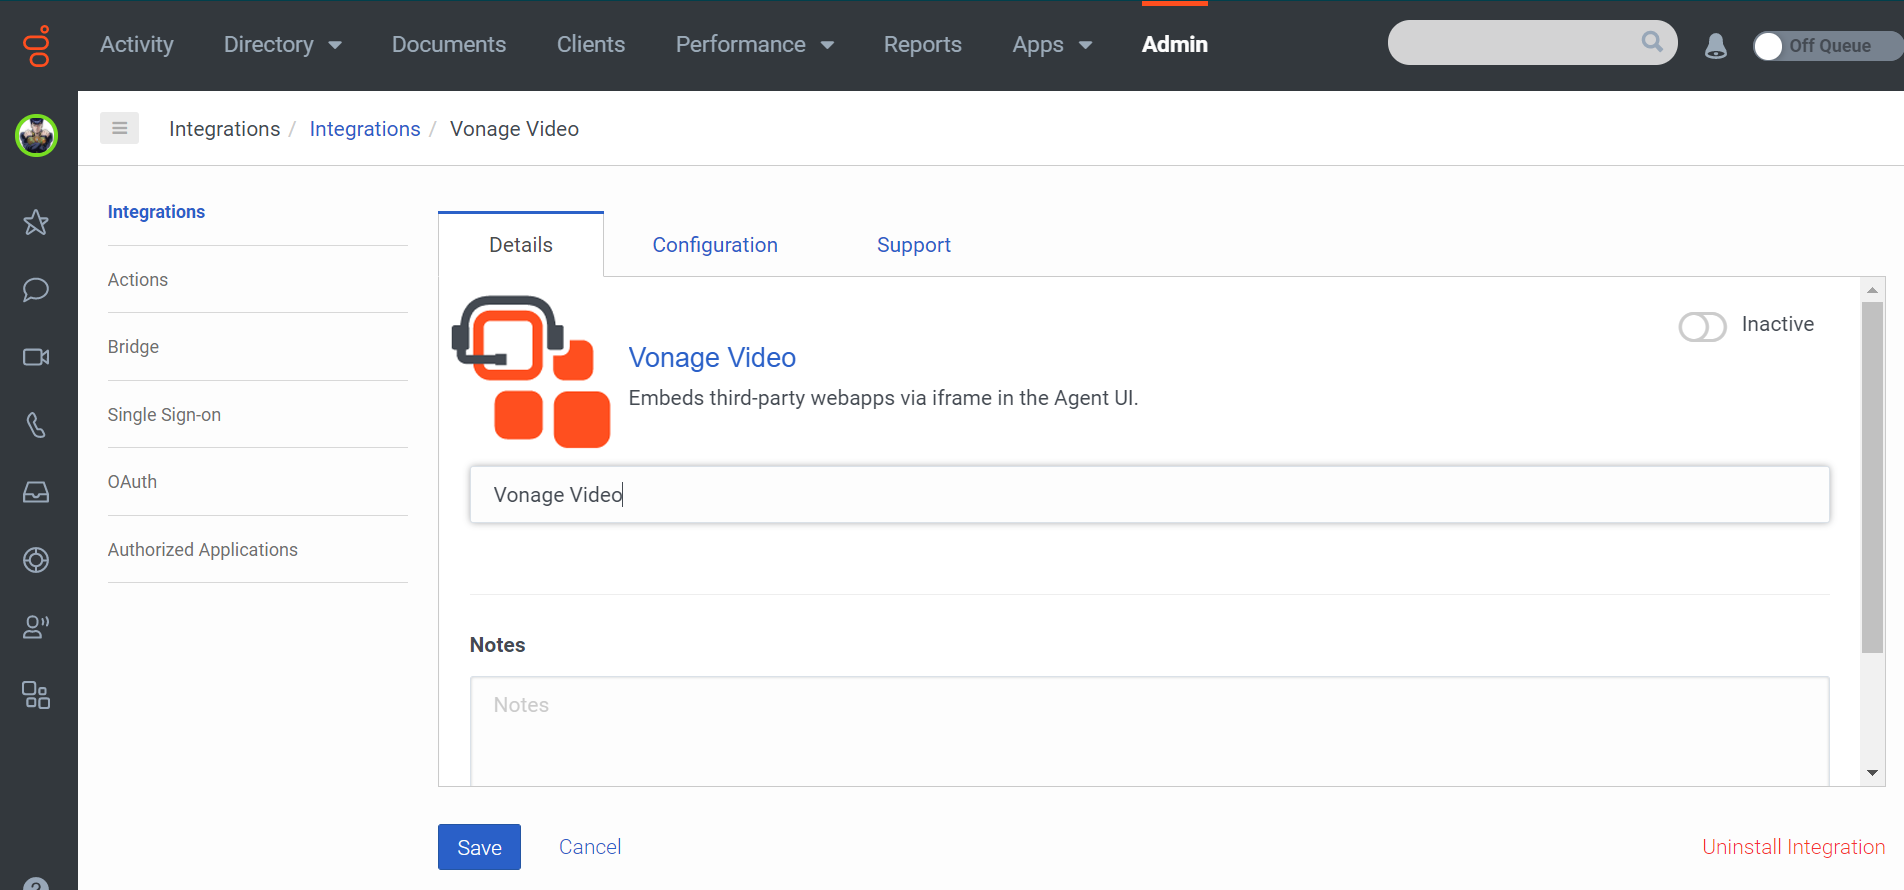 Activity Directory Documents Clients Performance Reports Apps Admin Off Queue
Integrations / Integrations / Vonage Video
Integrations
Actions
Bridge
Single Sign-on
OAuth
Authorized Applications
Details Configuration Support
Inactive
Vonage Video
Embeds third-party webapps via iframe in the Agent UI.
Vonage Video
Notes
Notes
Save Cancel Uninstall Integration